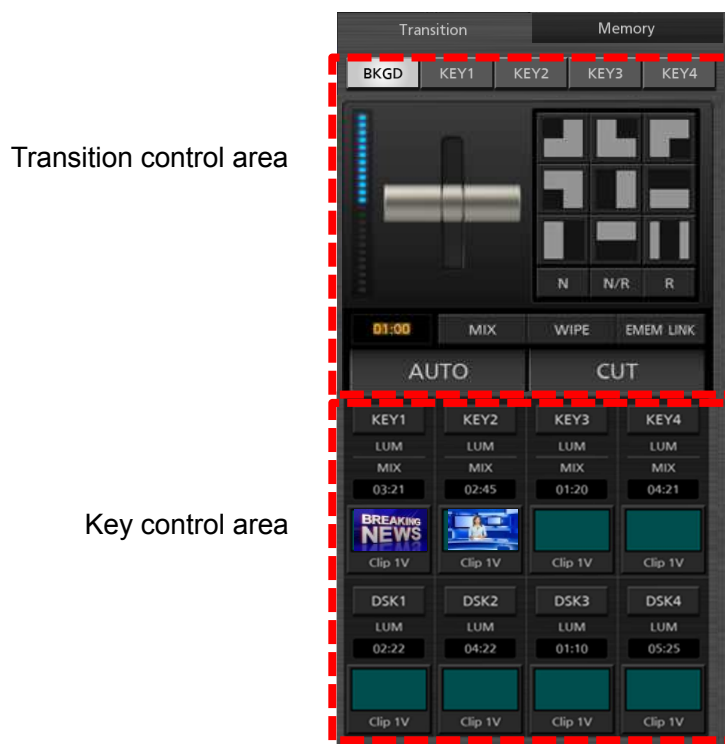 Transition Memory
BKGD KEY1 KEY2 KEY3 KEY4
Transition control area
N N/R R
01:00 MIX WIPE EMEM LINK
AUTO CUT
KEY1 KEY2 KEY3 KEY4
LUM LUM LUM LUM
MIX MIX MIX MIX
03:21 02:45 01:20 04:21
Key control area
BREAKING
NEWS
Clip 1V Clip 1V Clip 1V Clip 1V
DSK1 DSK2 DSK3 DSK4
LUM LUM LUM LUM
02:22 04:22 01:10 05:25
Clip 1V Clip 1V Clip 1V Clip 1V